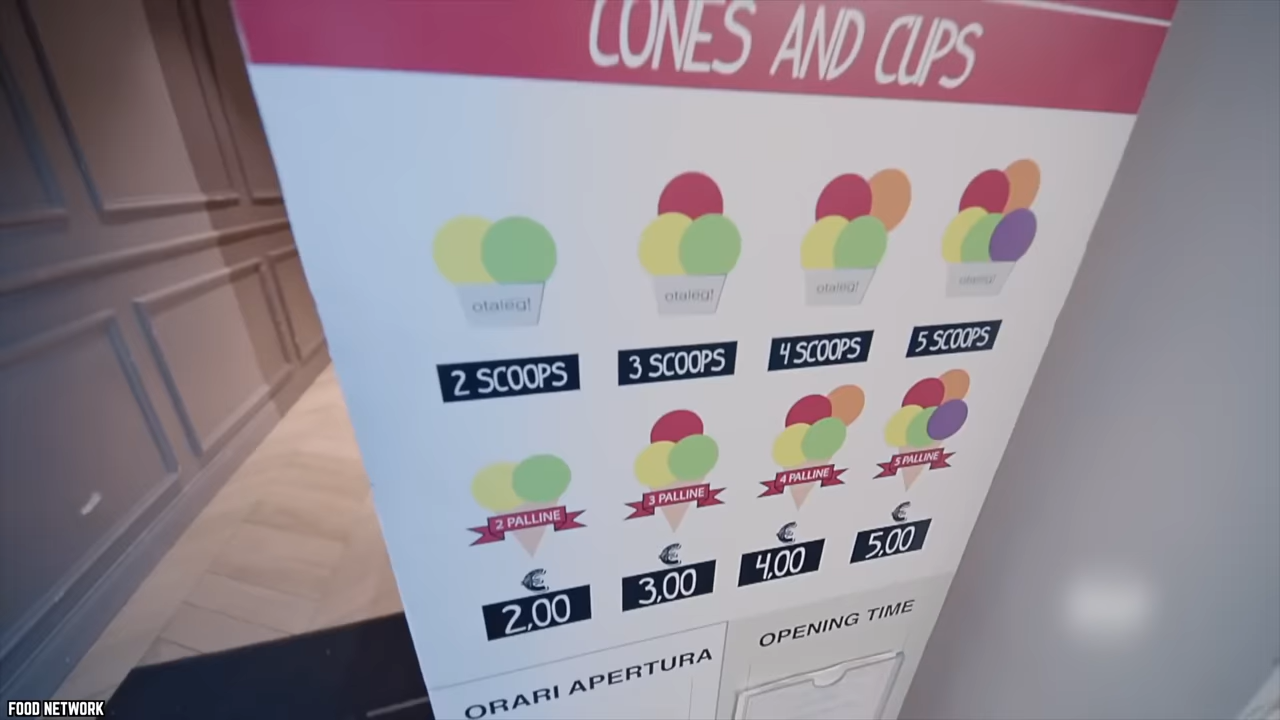 CONES AND CUPS
otaleg! otaleg! otaleg! otaleg!
2 SCOOPS 3 SCOOPS 4 SCOOPS 5 SCOOPS
2 PALLINE 3 PALLINE 4 PALLINE 5 PALLINE
€ € € €
2,00 3,00 4,00 5,00
ORARI APERTURA OPENING TIME
FOOD NETWORK